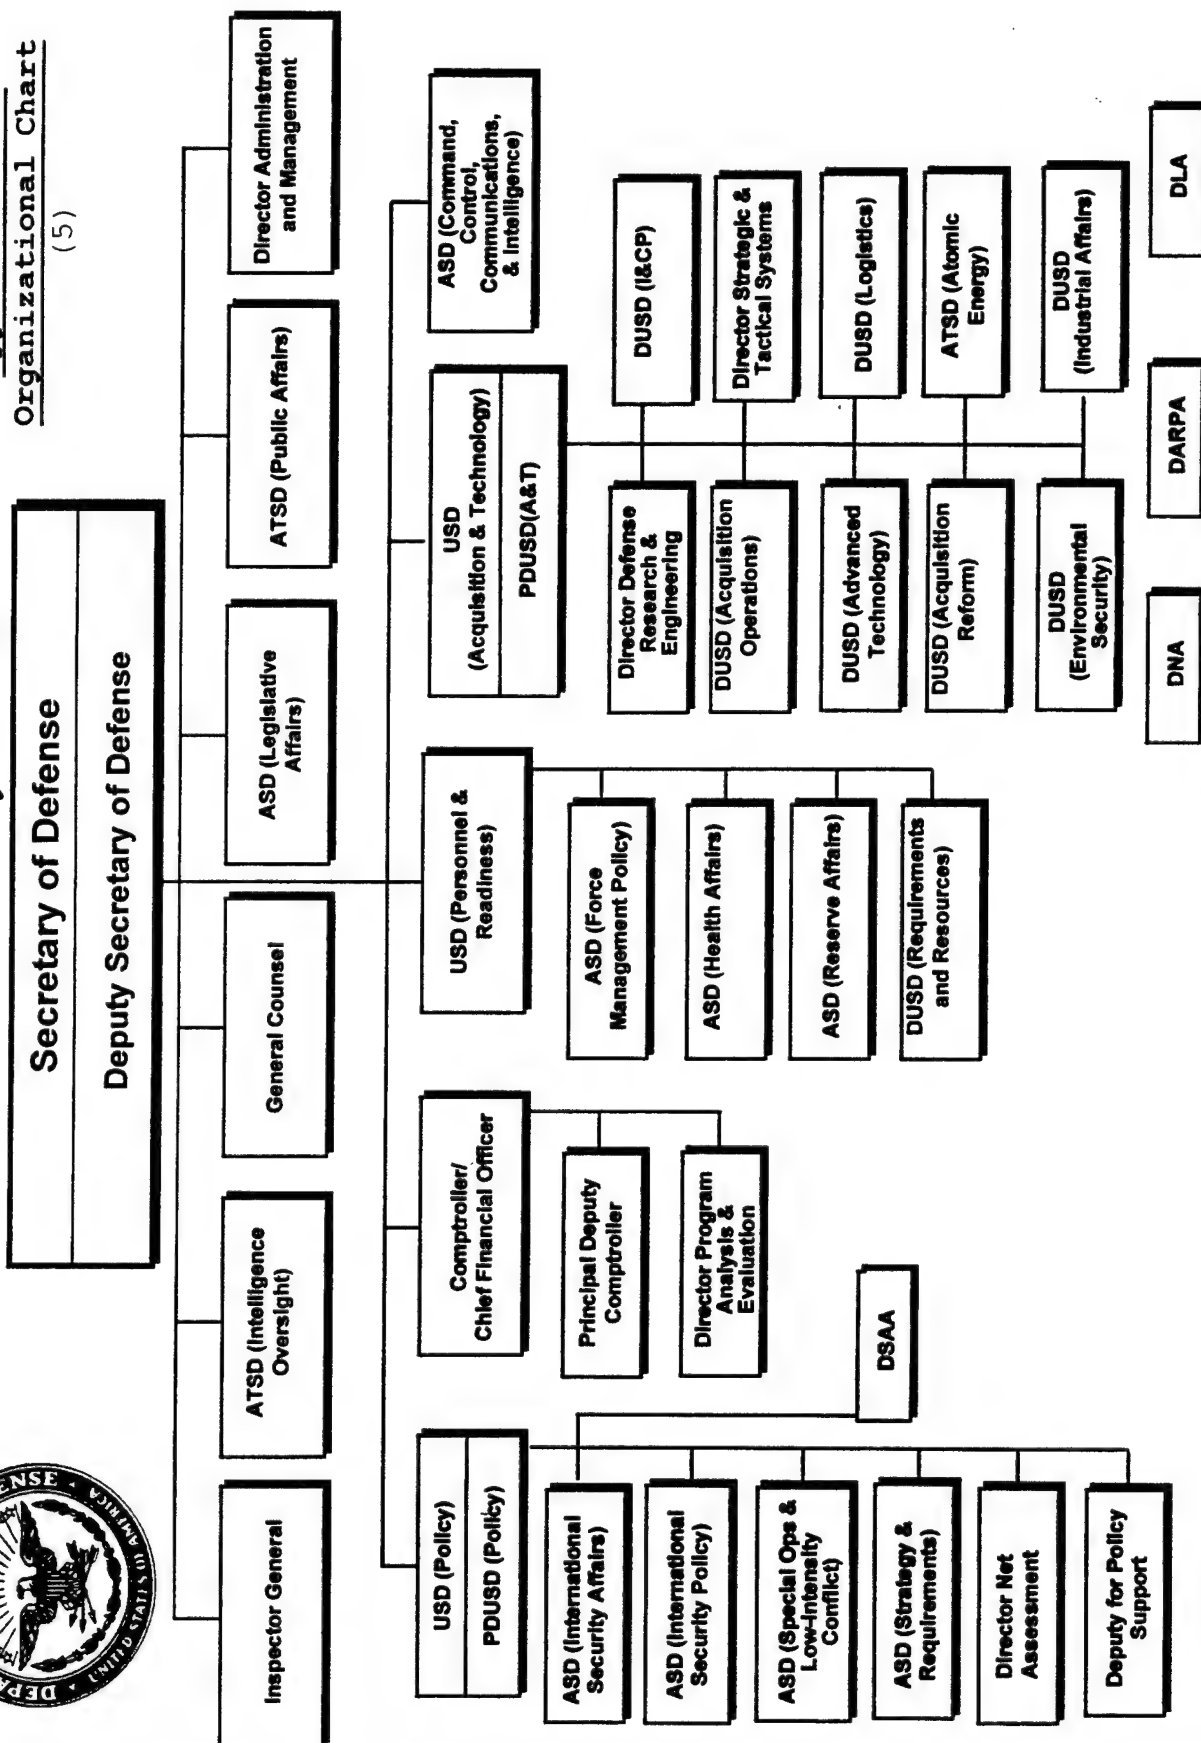 Organizational Chart
(5)
Secretary of Defense
Deputy Secretary of Defense
Inspector General
ATSD (Intelligence
Oversight)
General Counsel
ASD (Legislative
Affairs)
ATSD (Public Affairs)
Director Administration
and Management
USD (Policy)
PDUSD (Policy)
ASD (International
Security Affairs)
ASD (International
Security Policy)
ASD (Special Ops &
Low-Intensity
Conflict)
ASD (Strategy &
Requirements)
Director Net
Assessment
Deputy for Policy
Support
DSAA
Comptroller/
Chief Financial Officer
Principal Deputy
Comptroller
Director Program
Analysis &
Evaluation
USD (Personnel &
Readiness)
ASD (Force
Management Policy)
ASD (Health Affairs)
ASD (Reserve Affairs)
DUSD (Requirements
and Resources)
USD
(Acquisition & Technology)
PDUSD(A&T)
Director Defense
Research &
Engineering
DUSD (I&CP)
DUSD (Acquisition
Operations)
Director Strategic &
Tactical Systems
DUSD (Advanced
Technology)
DUSD (Logistics)
DUSD (Acquisition
Reform)
ATSD (Atomic
Energy)
DUSD
(Environmental
Security)
DUSD
(Industrial Affairs)
DNA
DARPA
DLA
ASD (Command,
Control,
Communications,
& Intelligence)